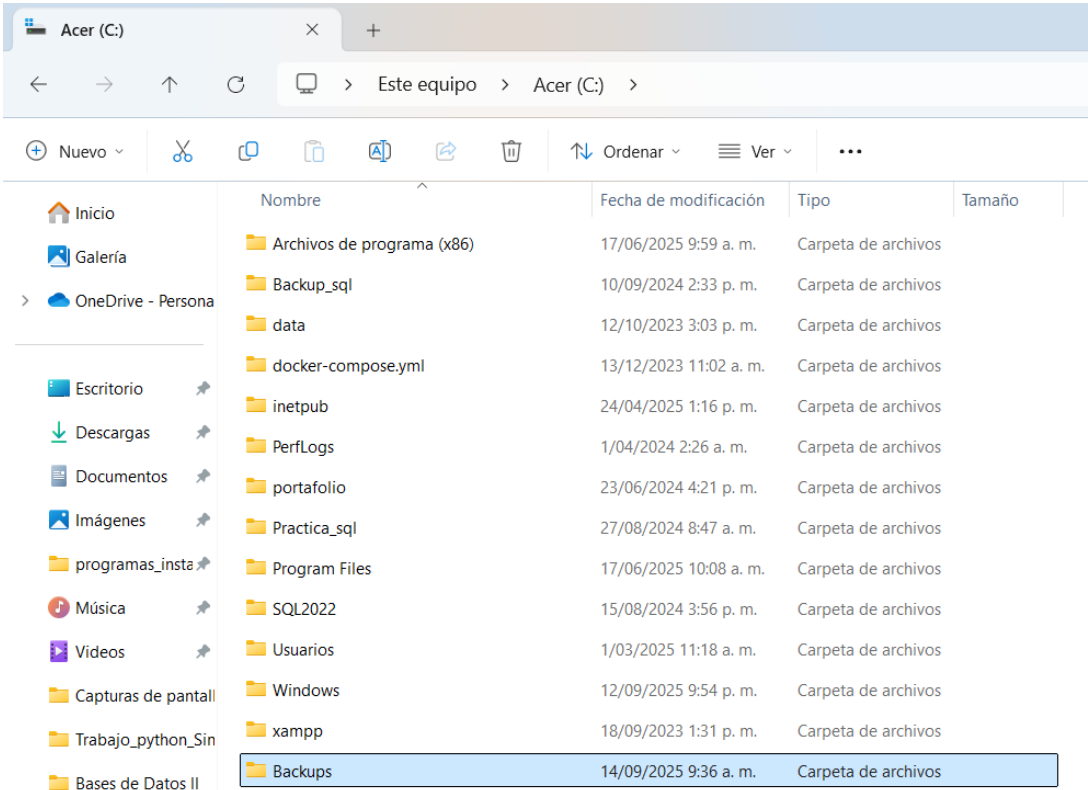 Acer (C:)
Este equipo > Acer (C:) >
Nuevo Ordenar Ver ...
Inicio
Galería
OneDrive - Persona
Escritorio
Descargas
Documentos
Imágenes
programas_insta
Música
Videos
Capturas de pantall
Trabajo_python_Sin
Bases de Datos II
Nombre Fecha de modificación Tipo Tamaño
Archivos de programa (x86) 17/06/2025 9:59 a. m. Carpeta de archivos
Backup_sql 10/09/2024 2:33 p. m. Carpeta de archivos
data 12/10/2023 3:03 p. m. Carpeta de archivos
docker-compose.yml 13/12/2023 11:02 a. m. Carpeta de archivos
inetpub 24/04/2025 1:16 p. m. Carpeta de archivos
PerfLogs 1/04/2024 2:26 a. m. Carpeta de archivos
portafolio 23/06/2024 4:21 p. m. Carpeta de archivos
Practica_sql 27/08/2024 8:47 a. m. Carpeta de archivos
Program Files 17/06/2025 10:08 a. m. Carpeta de archivos
SQL2022 15/08/2024 3:56 p. m. Carpeta de archivos
Usuarios 1/03/2025 11:18 a. m. Carpeta de archivos
Windows 12/09/2025 9:54 p. m. Carpeta de archivos
xampp 18/09/2023 1:31 p. m. Carpeta de archivos
Backups 14/09/2025 9:36 a. m. Carpeta de archivos